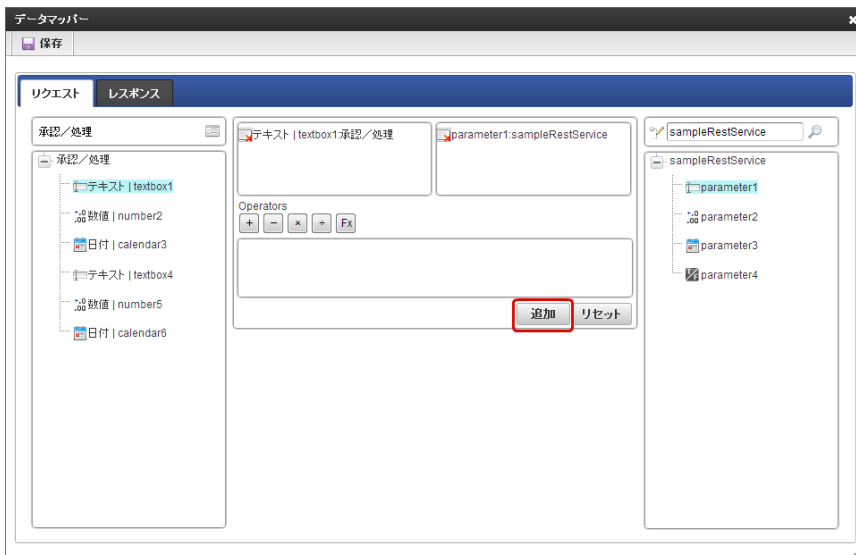 データマッパー
保存
リクエスト
レスポンス
承認／処理
承認／処理
テキスト | textbox1
数値 | number2
日付 | calendar3
テキスト | textbox4
数値 | number5
日付 | calendar6
テキスト | textbox1:承認／処理
parameter1:sampleRestService
Operators
+ − × ÷ Fx
追加
リセット
sampleRestService
sampleRestService
parameter1
parameter2
parameter3
parameter4